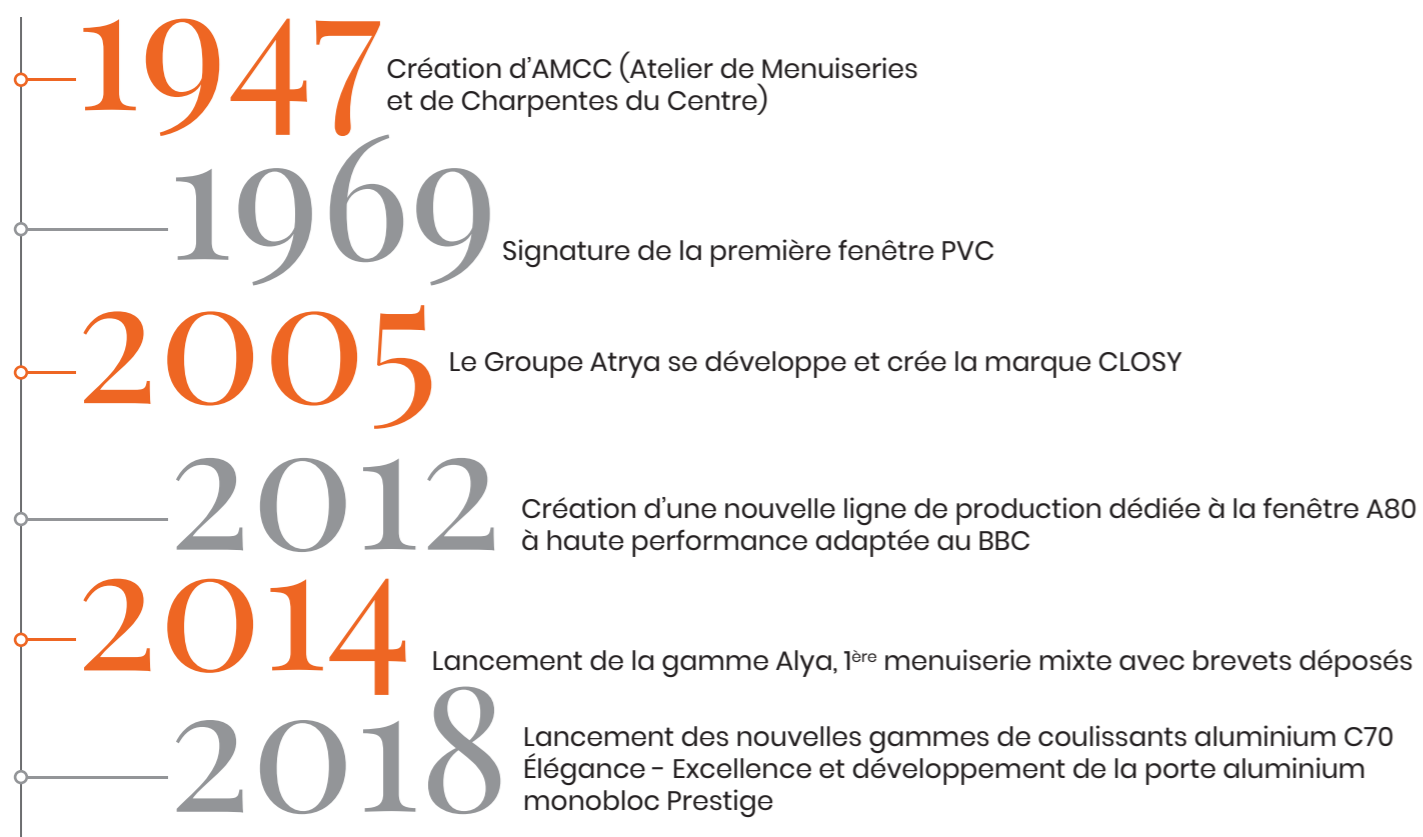 1947
Création d’AMCC (Atelier de Menuiseries
et de Charpentes du Centre)
1969
Signature de la première fenêtre PVC
2005
Le Groupe Atrya se développe et crée la marque CLOSY
2012
Création d’une nouvelle ligne de production dédiée à la fenêtre A80
à haute performance adaptée au BBC
2014
Lancement de la gamme Alya, 1ère menuiserie mixte avec brevets déposés
2018
Lancement des nouvelles gammes de coulissants aluminium C70
Élégance - Excellence et développement de la porte aluminium
monobloc Prestige